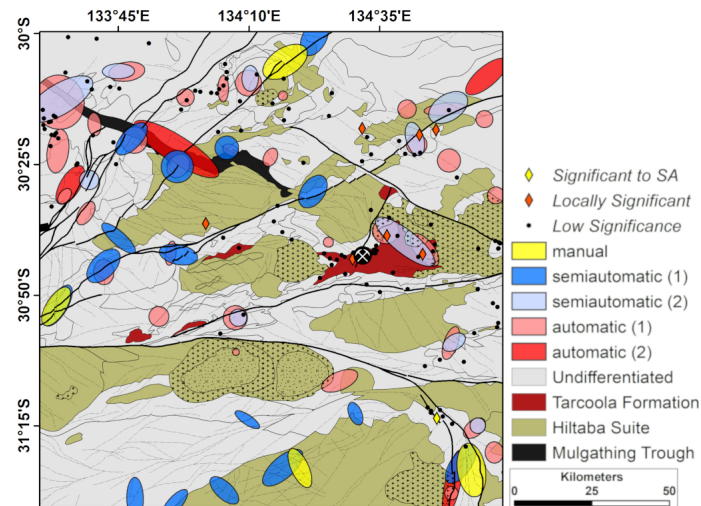 133°45'E 134°10'E 134°35'E
30°S
30°25'S
30°50'S
31°15'S
Significant to SA
Locally Significant
Low Significance
manual
semiautomatic (1)
semiautomatic (2)
automatic (1)
automatic (2)
Undifferentiated
Tarcoola Formation
Hiltaba Suite
Mulgathing Trough
Kilometers
0 25 50